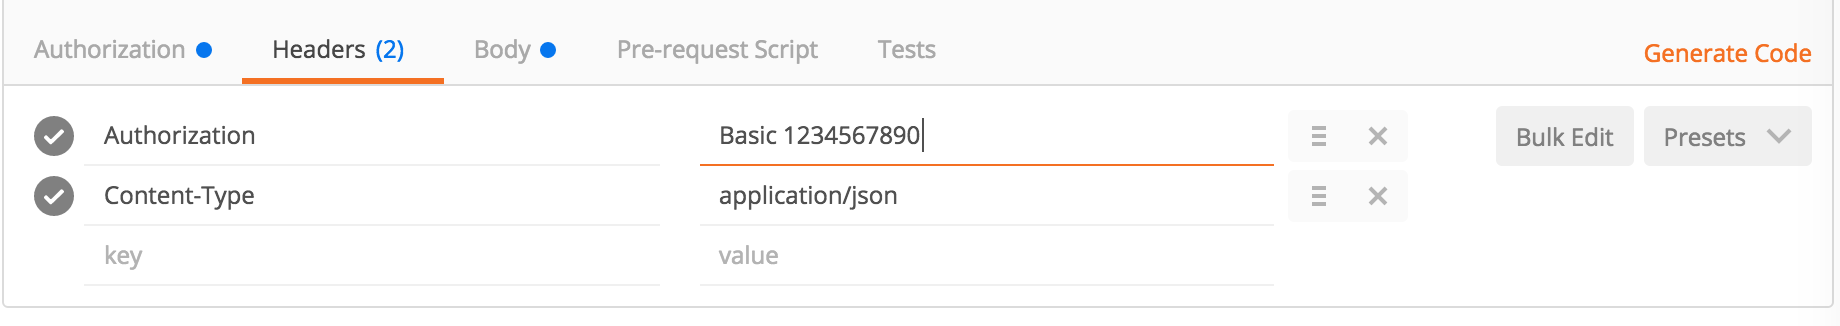 Authorization Headers (2) Body Pre-request Script Tests Generate Code
Authorization Basic 1234567890 Bulk Edit Presets
Content-Type application/json
key value